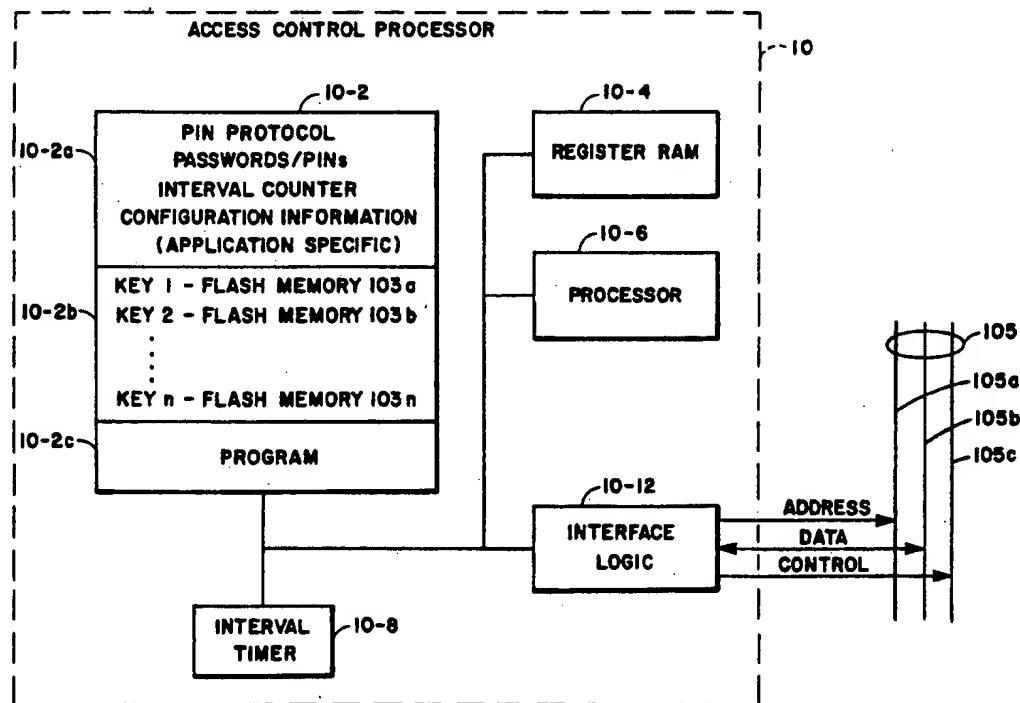 ACCESS CONTROL PROCESSOR
10
10-2
10-2a
PIN PROTOCOL
PASSWORDS/PINs
INTERVAL COUNTER
CONFIGURATION INFORMATION
(APPLICATION SPECIFIC)
10-2b
KEY 1 - FLASH MEMORY 103a
KEY 2 - FLASH MEMORY 103b
KEY n - FLASH MEMORY 103n
10-2c
PROGRAM
10-4
REGISTER RAM
10-6
PROCESSOR
105
105a
105b
105c
10-12
INTERFACE
LOGIC
ADDRESS
DATA
CONTROL
INTERVAL
TIMER
10-8